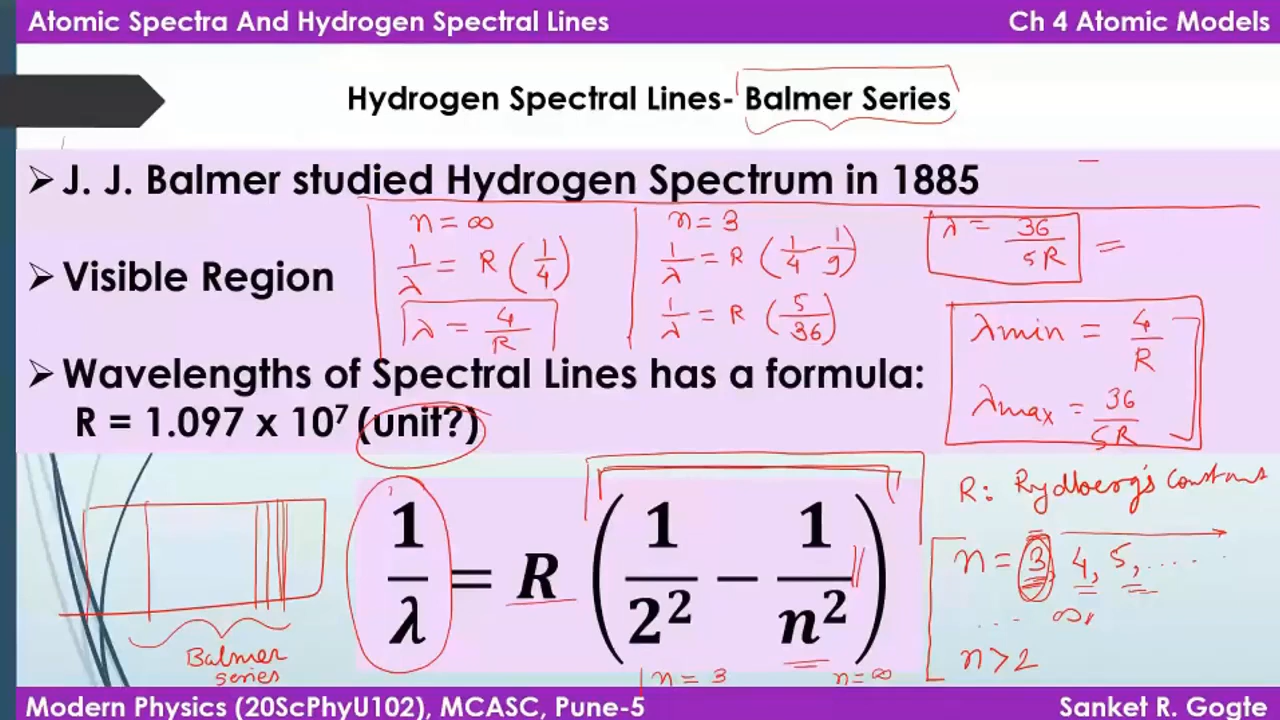 Atomic Spectra And Hydrogen Spectral Lines
Ch 4 Atomic Models
Hydrogen Spectral Lines- Balmer Series
➢ J. J. Balmer studied Hydrogen Spectrum in 1885
n = ∞
1/λ = R (1/4)
λ = 4/R
n = 3
1/λ = R (1/4 - 1/9)
1/λ = R (5/36)
λ = 36/5R =
➢ Visible Region
λmin = 4/R
λmax = 36/5R
➢ Wavelengths of Spectral Lines has a formula:
R = 1.097 x 10⁷ (unit?)
1/λ = R (1/2² − 1/n²)
n = 3
n = ∞
R: Rydberg's Constant
n = 3, 4, 5, .....
.... ∞
n > 2
Balmer
series
Modern Physics (20ScPhyU102), MCASC, Pune-5
Sanket R. Gogte